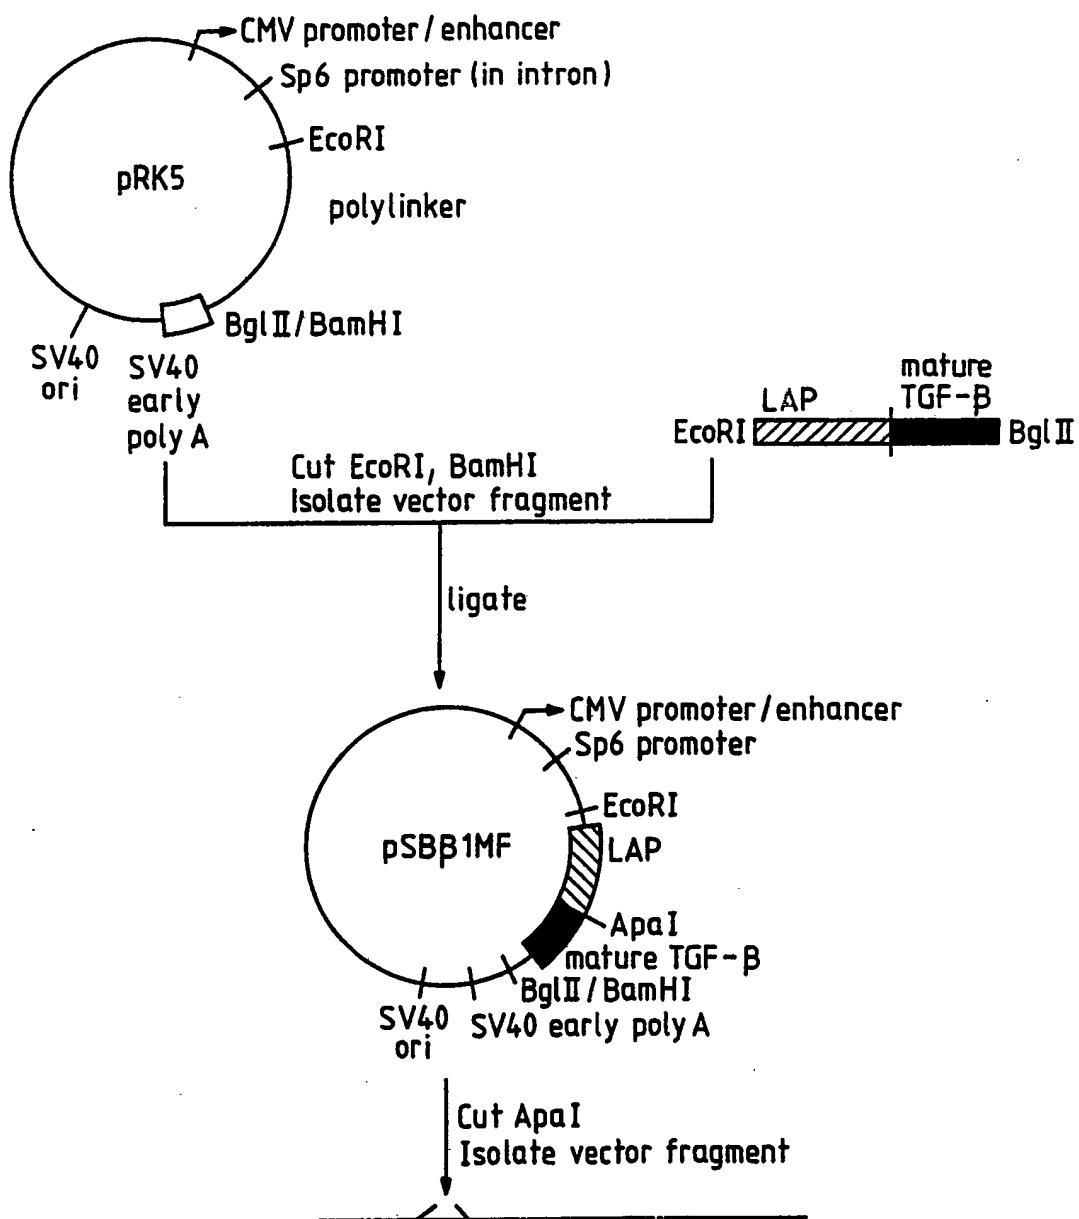 CMV promoter/enhancer
Sp6 promoter (in intron)
EcoRI
pRK5
polylinker
BglII/BamHI
SV40
ori
SV40
early
poly A
mature
LAP TGF-β
EcoRI BglII
Cut EcoRI, BamHI
Isolate vector fragment
ligate
CMV promoter/enhancer
Sp6 promoter
EcoRI
pSBβ1MF
LAP
ApaI
mature TGF-β
BglII/BamHI
SV40
ori
SV40 early poly A
Cut ApaI
Isolate vector fragment